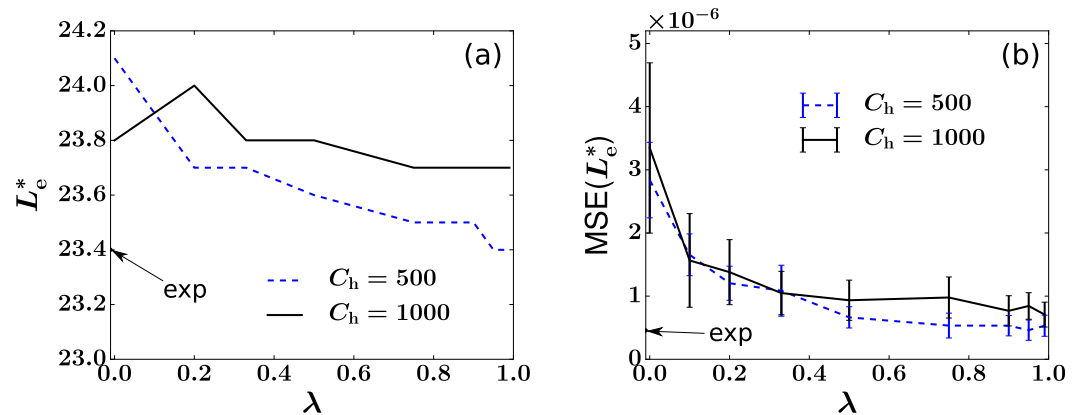 (a)
24.2
24.0
23.8
23.6
23.4
23.2
23.0
L*e
exp
Ch = 500
Ch = 1000
0.0 0.2 0.4 0.6 0.8 1.0
λ
×10−6
(b)
5
4
3
2
1
0
MSE(L*e)
Ch = 500
Ch = 1000
exp
0.0 0.2 0.4 0.6 0.8 1.0
λ